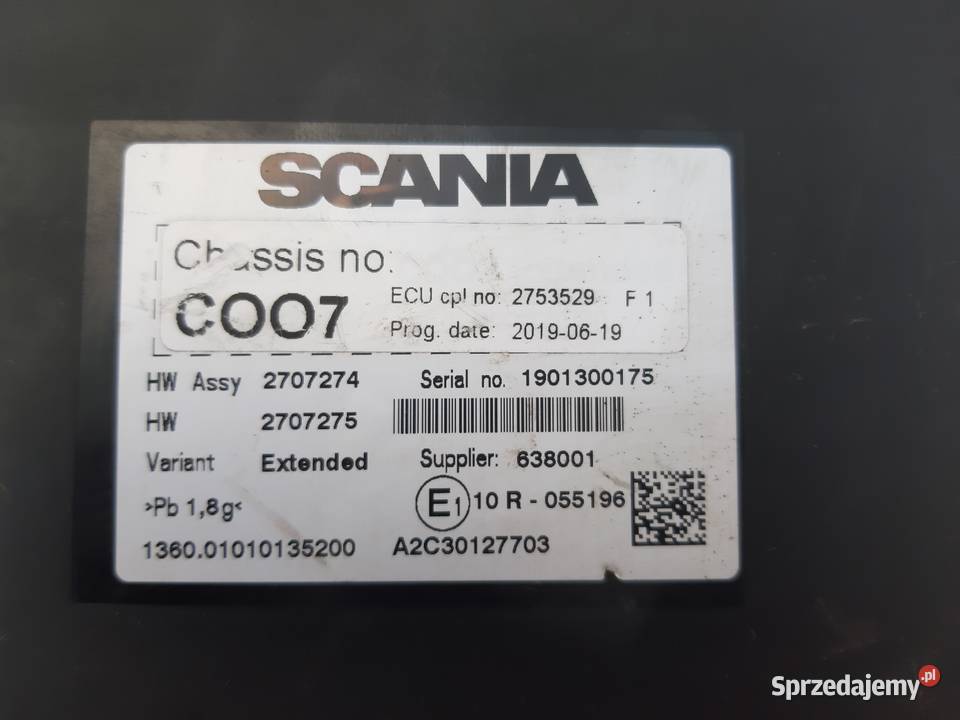 SCANIA
Chassis no:
COO7
ECU cpl no: 2753529 F 1
Prog. date: 2019-06-19
HW Assy 2707274 Serial no. 1901300175
HW 2707275
Variant Extended Supplier: 638001
>Pb 1,8g< E1 10 R - 055196
1360.01010135200 A2C30127703
Sprzedajemy.pl